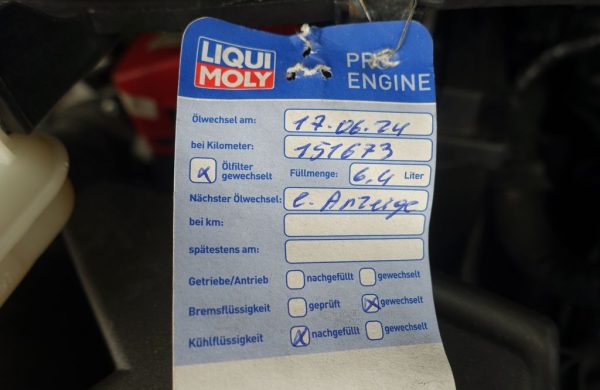 LIQUI MOLY
PRO ENGINE
Ölwechsel am: 17.06.24
bei Kilometer: 151673
Ölfilter gewechselt Füllmenge: 6,4 Liter
Nächster Ölwechsel: l. Anzeige
bei km:
spätestens am:
Getriebe/Antrieb nachgefüllt gewechselt
Bremsflüssigkeit geprüft gewechselt
Kühlflüssigkeit nachgefüllt gewechselt